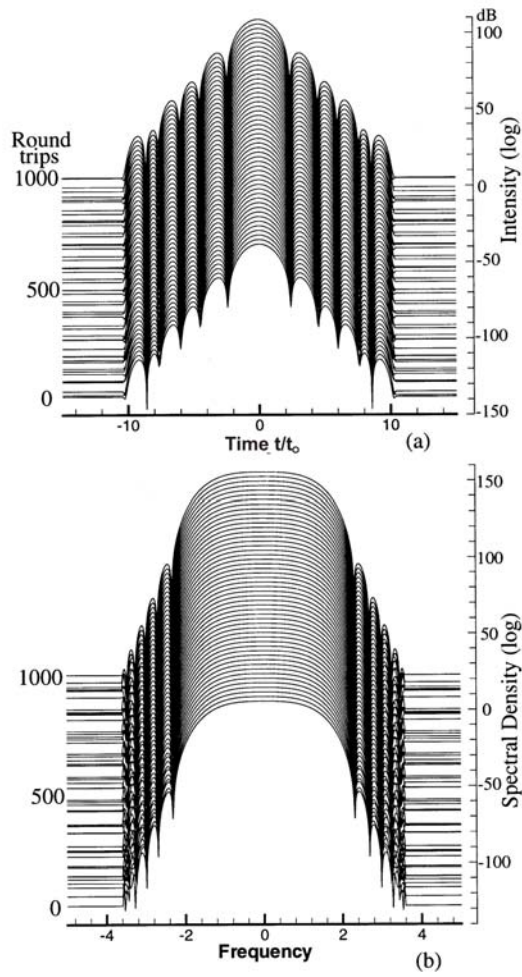 dB
100
Intensity (log)
50
Round
trips
1000
0
-50
500
-100
0
-150
-10
0
10
Time t/t₀
(a)
150
100
50
1000
0
Spectral Density (log)
-50
500
-100
0
-4
-2
0
2
4
Frequency
(b)